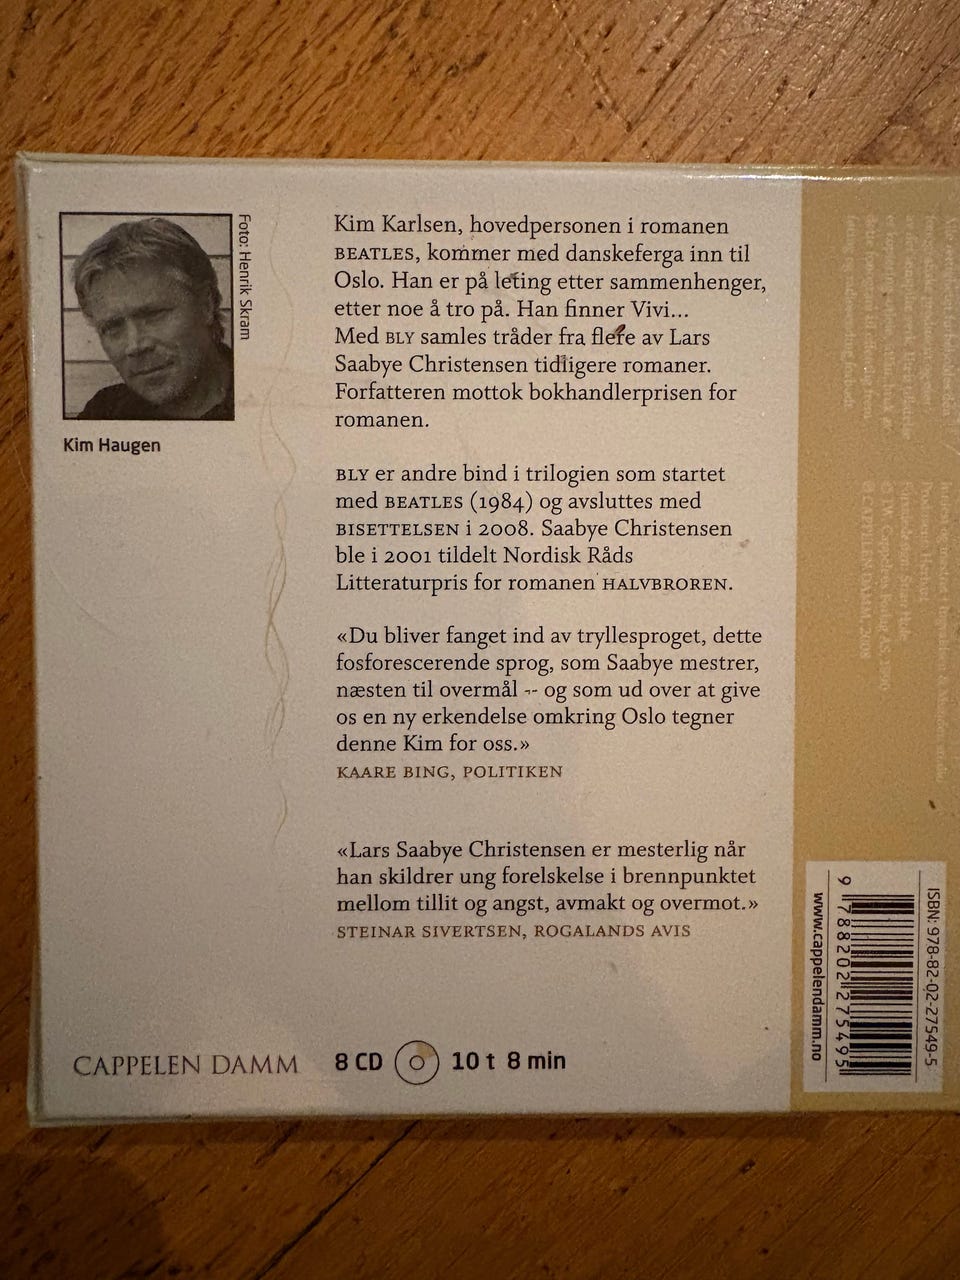 Foto: Henrik Skram
Kim Haugen
Kim Karlsen, hovedpersonen i romanen
BEATLES, kommer med danskeferga inn til
Oslo. Han er på leting etter sammenhenger,
etter noe å tro på. Han finner Vivi...
Med BLY samles tråder fra flere av Lars
Saabye Christensen tidligere romaner.
Forfatteren mottok bokhandlerprisen for
romanen.
BLY er andre bind i trilogien som startet
med BEATLES (1984) og avsluttes med
BISETTELSEN i 2008. Saabye Christensen
ble i 2001 tildelt Nordisk Råds
Litteraturpris for romanen HALVBROREN.
«Du bliver fanget ind av tryllesproget, dette
fosforescerende sprog, som Saabye mestrer,
næsten til overmål -- og som ud over at give
os en ny erkendelse omkring Oslo tegner
denne Kim for oss.»
KAARE BING, POLITIKEN
«Lars Saabye Christensen er mesterlig når
han skildrer ung forelskelse i brennpunktet
mellom tillit og angst, avmakt og overmot.»
STEINAR SIVERTSEN, ROGALANDS AVIS
CAPPELEN DAMM
8 CD 10 t 8 min
© CAPPELEN DAMM, 2008
ISBN: 978-82-02-27549-5
9 788202 275495
www.cappelendamm.no